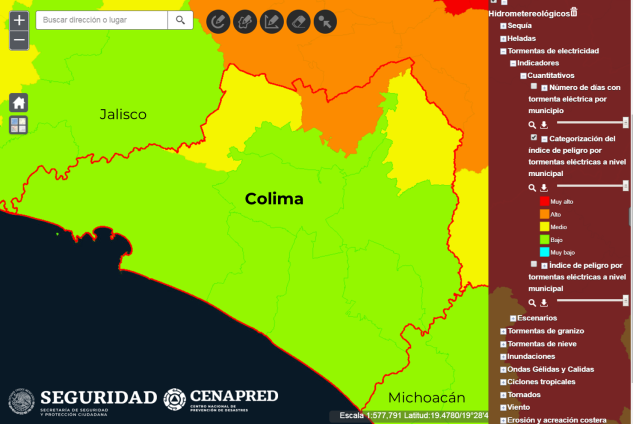 +
−
Buscar dirección o lugar
Jalisco
Colima
Michoacán
SEGURIDAD
SECRETARÍA DE SEGURIDAD
Y PROTECCIÓN CIUDADANA
CENAPRED
CENTRO NACIONAL DE
PREVENCIÓN DE DESASTRES
Escala 1:577,791 Latitud:19.4780/19°28'4
Hidrometereológicos
Sequía
Heladas
Tormentas de electricidad
Indicadores
Cuantitativos
Número de días con
tormenta eléctrica por
municipio
Categorización del
índice de peligro por
tormentas eléctricas a nivel
municipal
Muy alto
Alto
Medio
Bajo
Muy bajo
Índice de peligro por
tormentas eléctricas a nivel
municipal
Escenarios
Tormentas de granizo
Tormentas de nieve
Inundaciones
Ondas Gélidas y Calidas
Ciclones tropicales
Tornados
Viento
Erosión y acreación costera